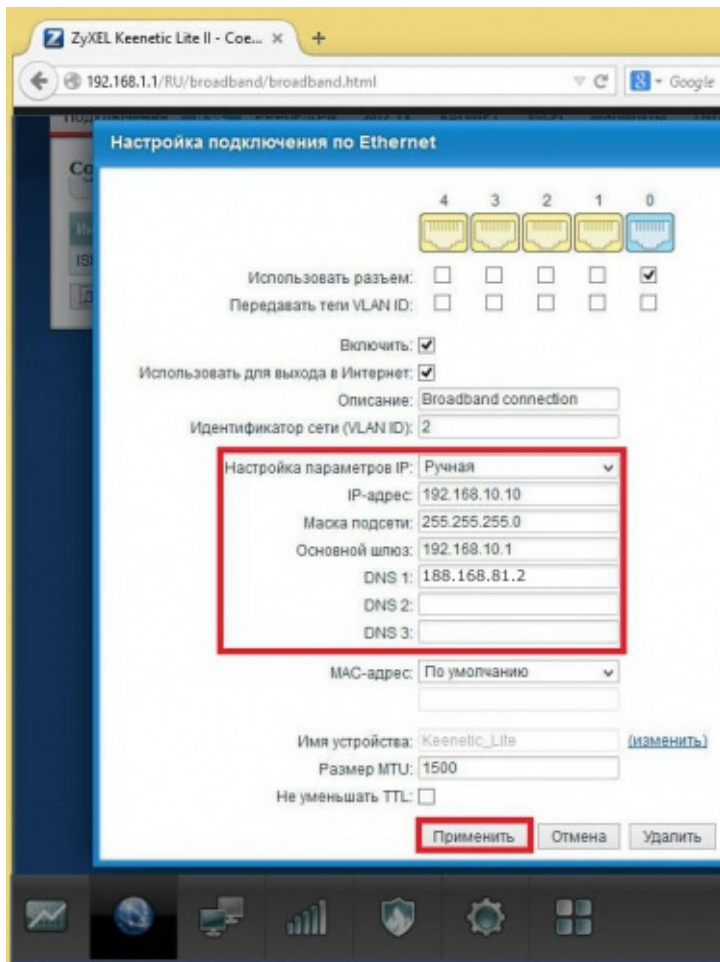 ZyXEL Keenetic Lite II - Сое... × +
192.168.1.1/RU/broadband/broadband.html
Google
Настройка подключения по Ethernet
4 3 2 1 0
Использовать разъем:
Передавать теги VLAN ID:
Включить:
Использовать для выхода в Интернет:
Описание: Broadband connection
Идентификатор сети (VLAN ID): 2
Настройка параметров IP: Ручная
IP-адрес: 192.168.10.10
Маска подсети: 255.255.255.0
Основной шлюз: 192.168.10.1
DNS 1: 188.168.81.2
DNS 2:
DNS 3:
MAC-адрес: По умолчанию
Имя устройства: Keenetic_Lite (изменить)
Размер MTU: 1500
Не уменьшать TTL:
Применить Отмена Удалить